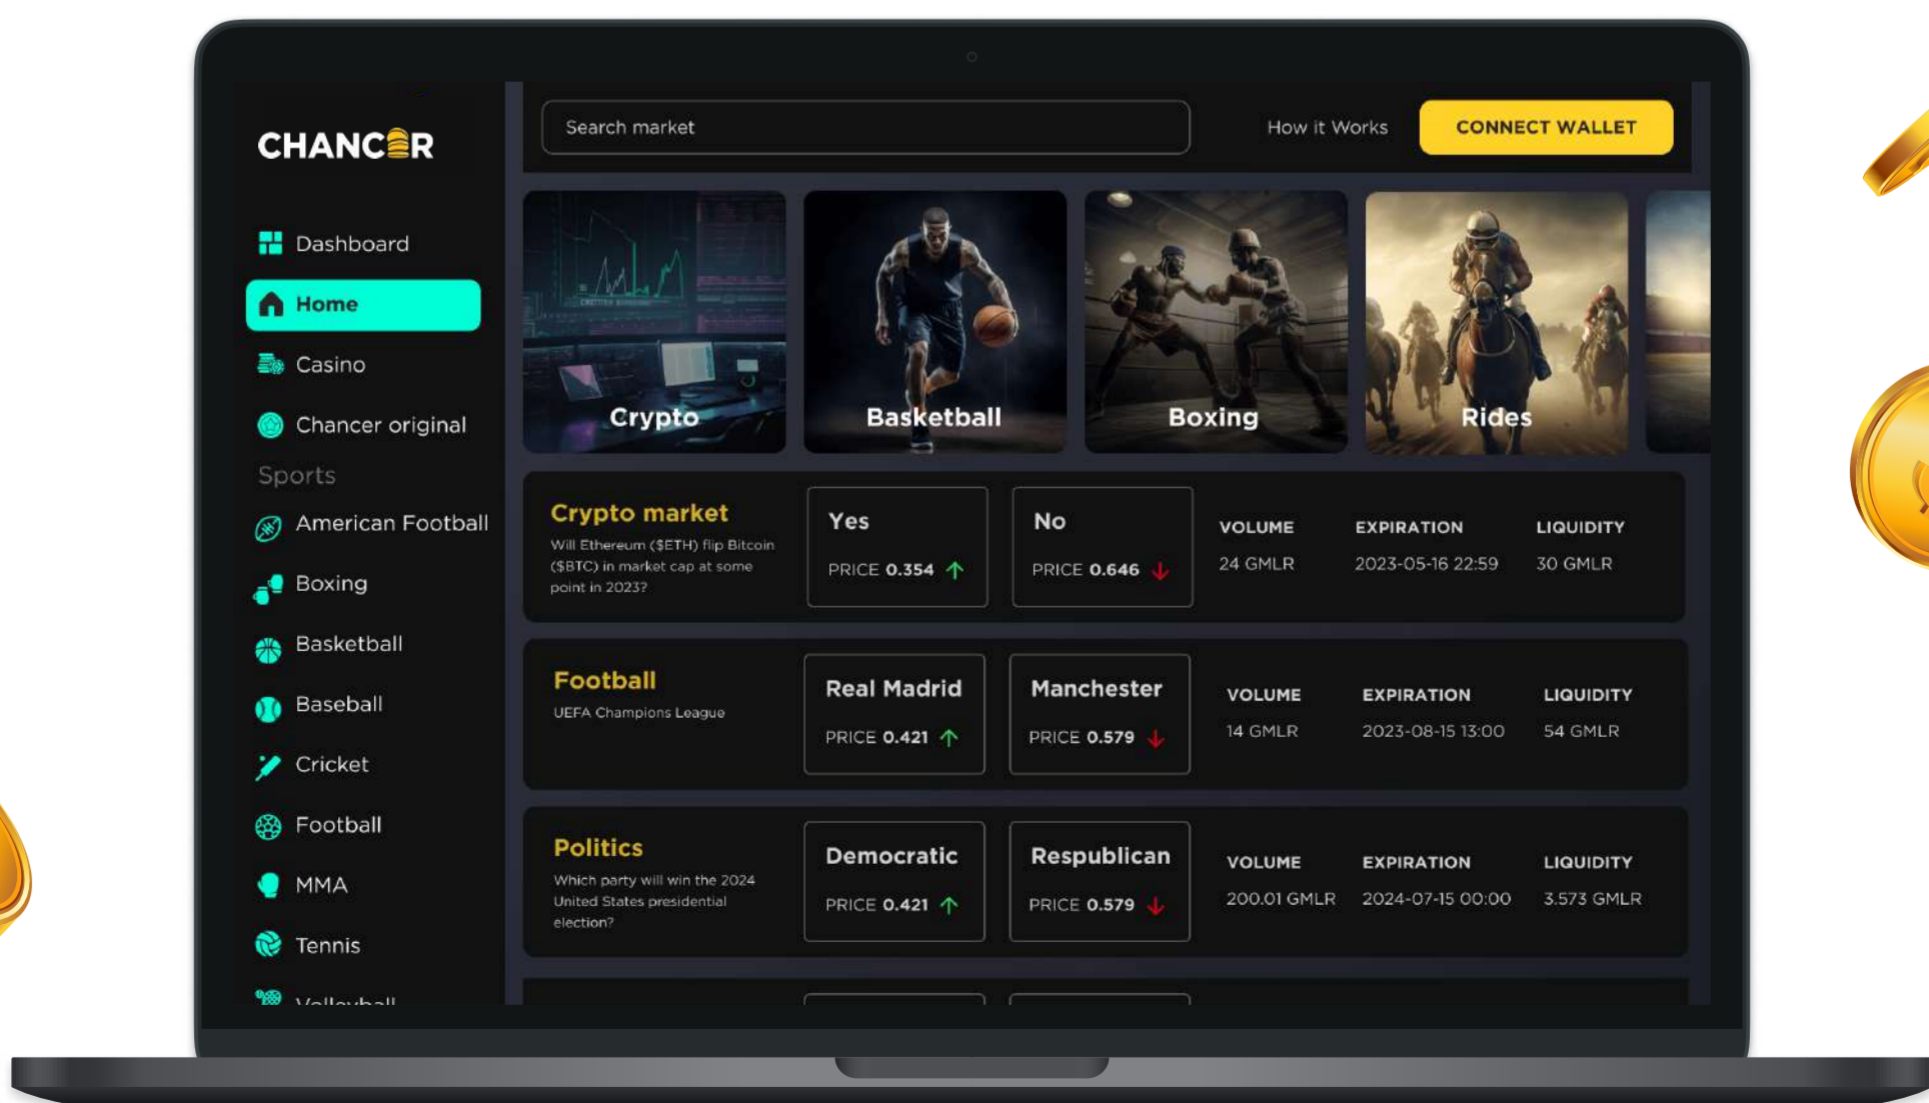 CHANCER
Search market
How it Works
CONNECT WALLET
Dashboard
Home
Casino
Chancer original
Sports
American Football
Boxing
Basketball
Baseball
Cricket
Football
MMA
Tennis
Volleyball
Crypto
Basketball
Boxing
Rides
Crypto market
Will Ethereum ($ETH) flip Bitcoin
($BTC) in market cap at some
point in 2023?
Yes
PRICE 0.354
No
PRICE 0.646
VOLUME
24 GMLR
EXPIRATION
2023-05-16 22:59
LIQUIDITY
30 GMLR
Football
UEFA Champions League
Real Madrid
PRICE 0.421
Manchester
PRICE 0.579
VOLUME
14 GMLR
EXPIRATION
2023-08-15 13:00
LIQUIDITY
54 GMLR
Politics
Which party will win the 2024
United States presidential
election?
Democratic
PRICE 0.421
Respublican
PRICE 0.579
VOLUME
200.01 GMLR
EXPIRATION
2024-07-15 00:00
LIQUIDITY
3.573 GMLR